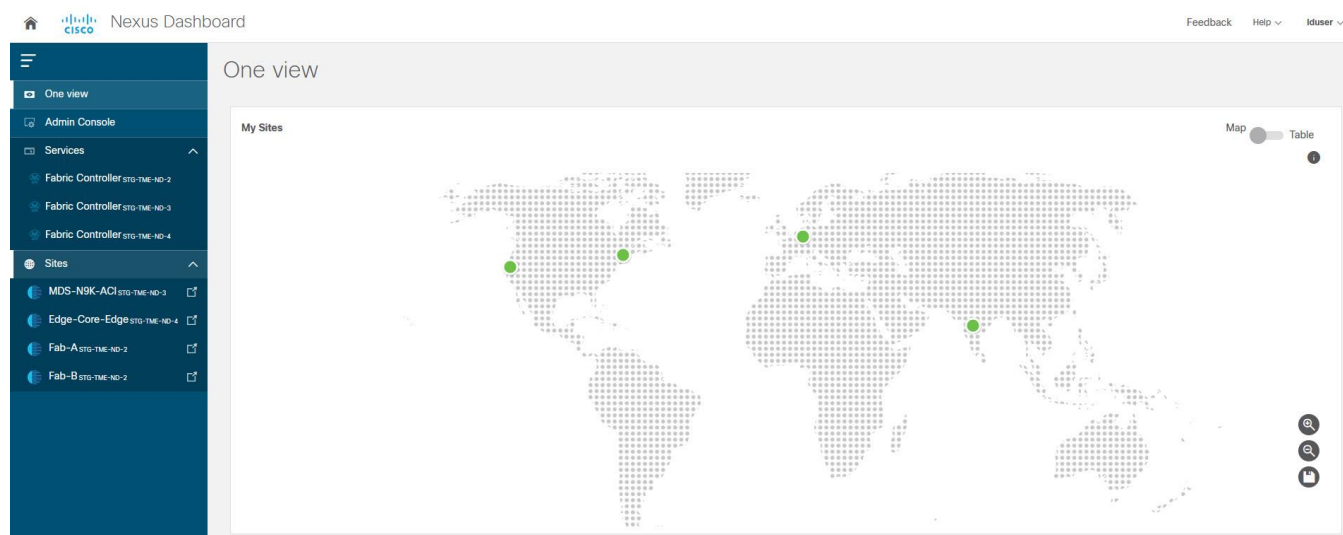 CISCO Nexus Dashboard Feedback Help lduser
One view
Admin Console
Services
Fabric Controller STG-TME-ND-2
Fabric Controller STG-TME-ND-3
Fabric Controller STG-TME-ND-4
Sites
MDS-N9K-ACI STG-TME-ND-3
Edge-Core-Edge STG-TME-ND-4
Fab-A STG-TME-ND-2
Fab-B STG-TME-ND-2
One view
My Sites
Map Table